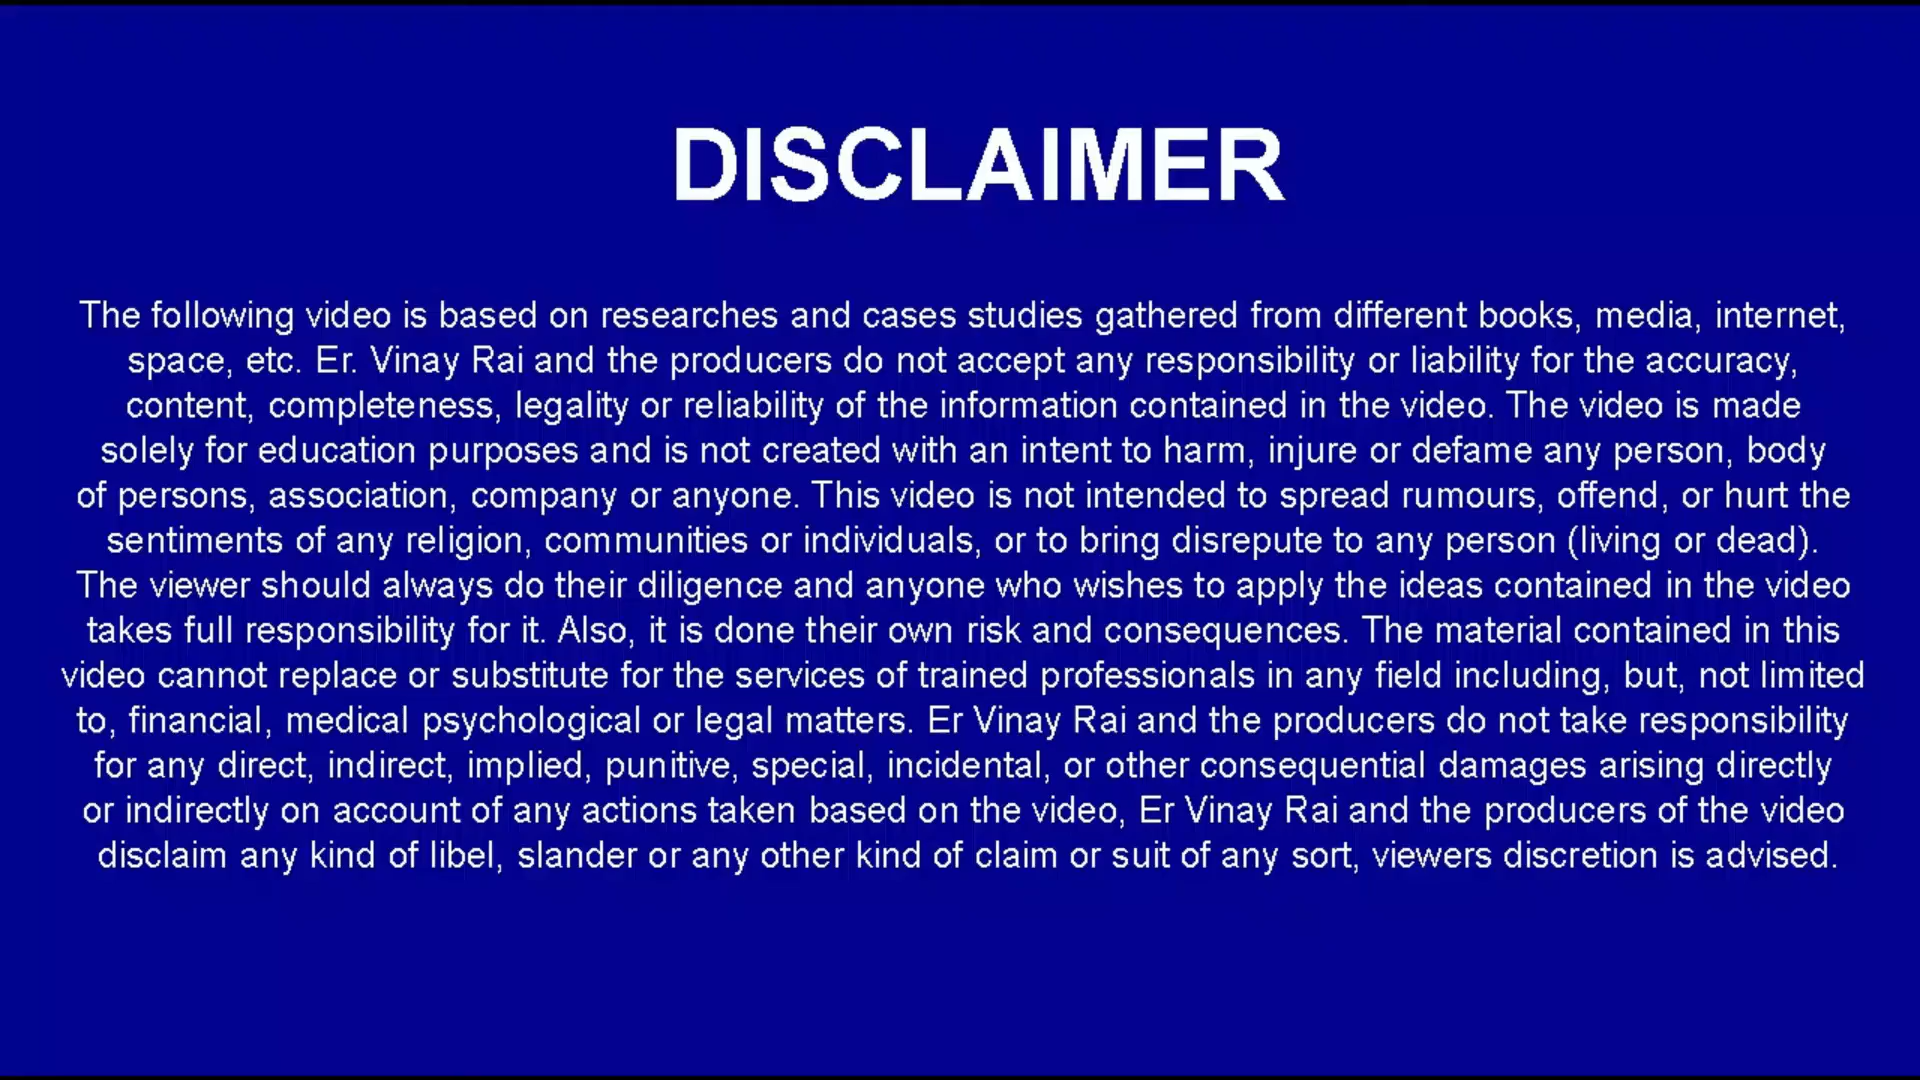 DISCLAIMER
The following video is based on researches and cases studies gathered from different books, media, internet,
space, etc. Er. Vinay Rai and the producers do not accept any responsibility or liability for the accuracy,
content, completeness, legality or reliability of the information contained in the video. The video is made
solely for education purposes and is not created with an intent to harm, injure or defame any person, body
of persons, association, company or anyone. This video is not intended to spread rumours, offend, or hurt the
sentiments of any religion, communities or individuals, or to bring disrepute to any person (living or dead).
The viewer should always do their diligence and anyone who wishes to apply the ideas contained in the video
takes full responsibility for it. Also, it is done their own risk and consequences. The material contained in this
video cannot replace or substitute for the services of trained professionals in any field including, but, not limited
to, financial, medical psychological or legal matters. Er Vinay Rai and the producers do not take responsibility
for any direct, indirect, implied, punitive, special, incidental, or other consequential damages arising directly
or indirectly on account of any actions taken based on the video, Er Vinay Rai and the producers of the video
disclaim any kind of libel, slander or any other kind of claim or suit of any sort, viewers discretion is advised.